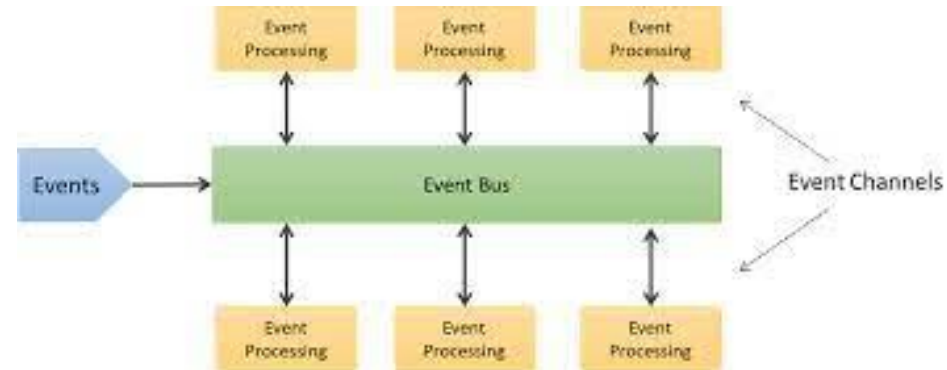 Event
Processing
Event
Processing
Event
Processing
Events
Event Bus
Event Channels
Event
Processing
Event
Processing
Event
Processing